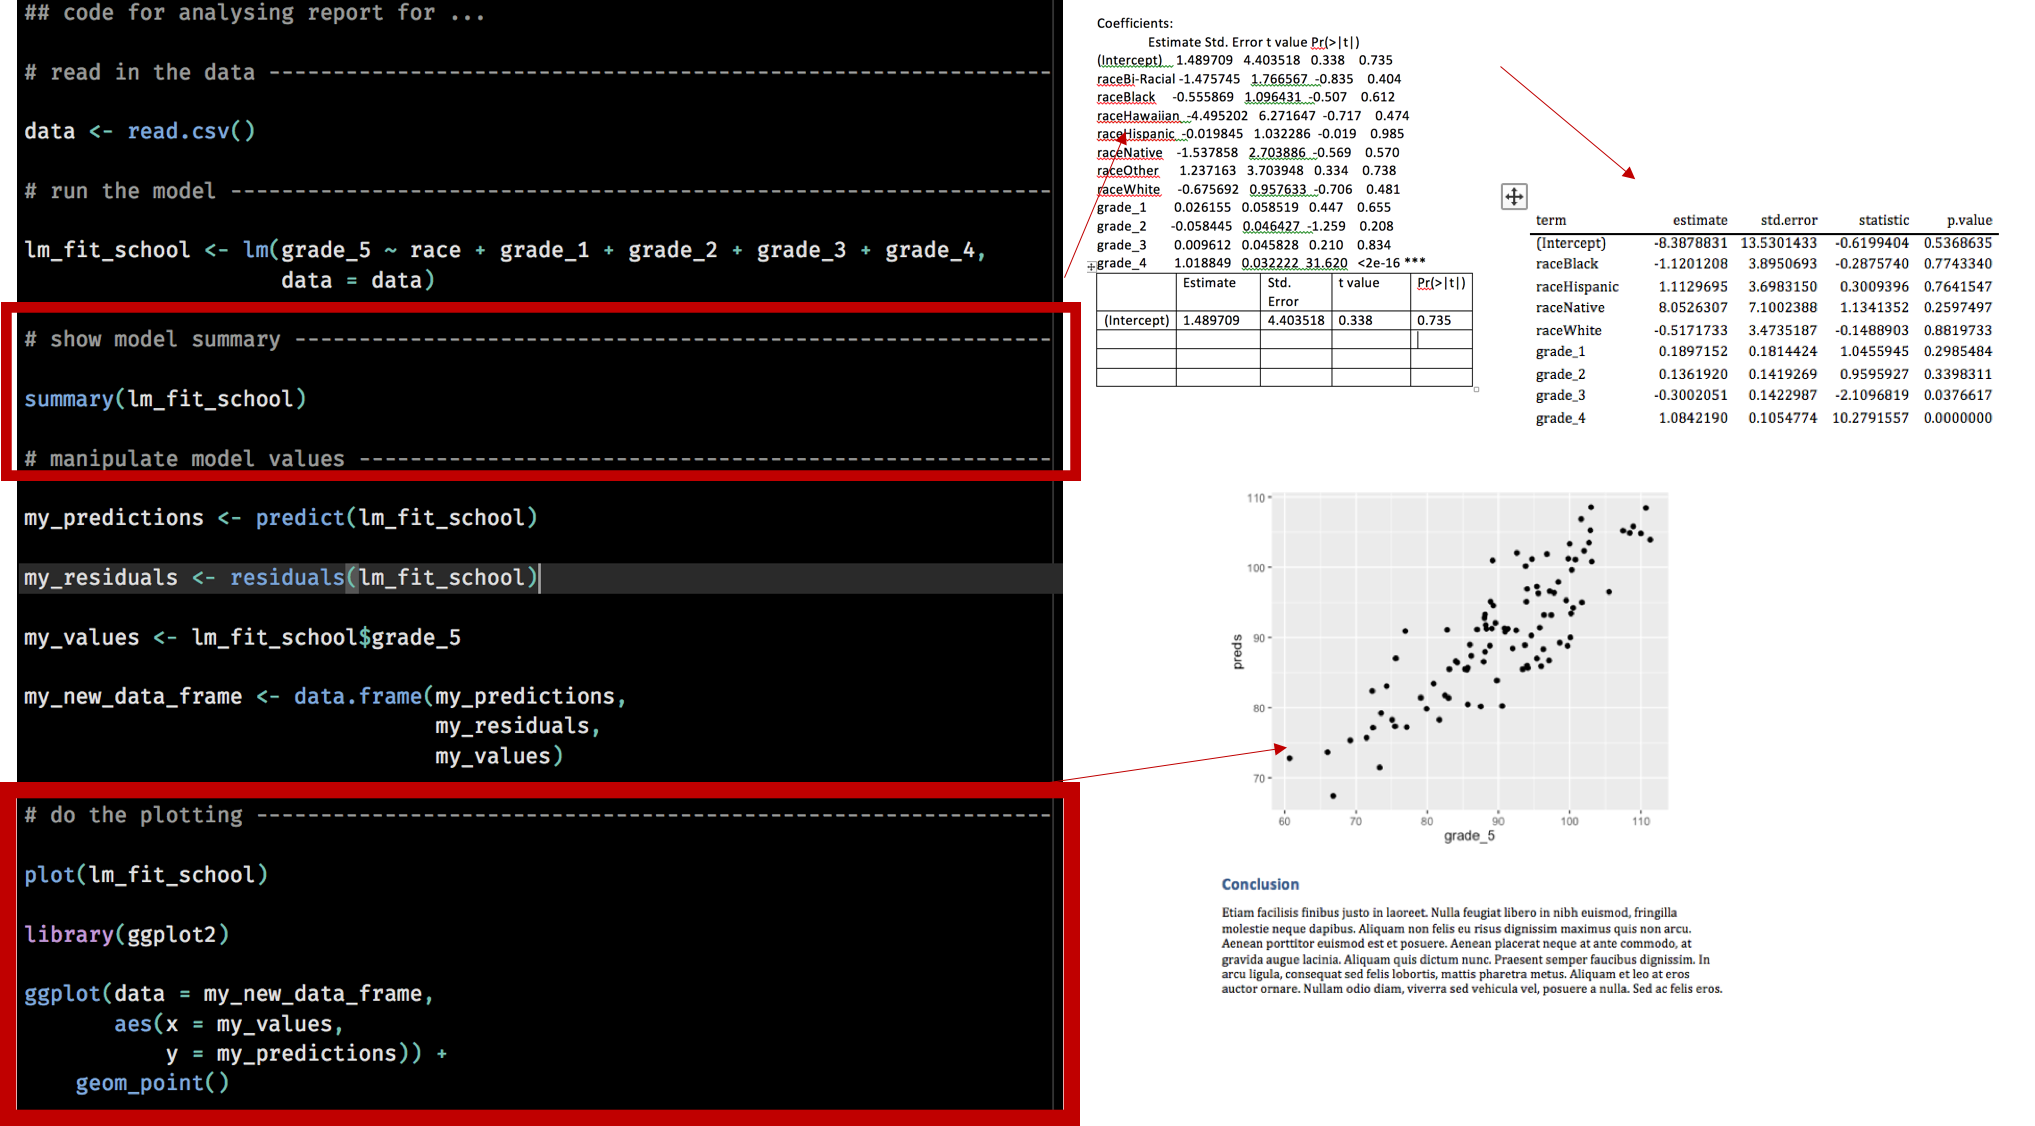 ## code for analysing report for ...
# read in the data -------------------------------------------------------------
data <- read.csv()
# run the model ----------------------------------------------------------------
lm_fit_school <- lm(grade_5 ~ race + grade_1 + grade_2 + grade_3 + grade_4,
data = data)
# show model summary -----------------------------------------------------------
summary(lm_fit_school)
# manipulate model values ------------------------------------------------------
my_predictions <- predict(lm_fit_school)
my_residuals <- residuals(lm_fit_school)
my_values <- lm_fit_school$grade_5
my_new_data_frame <- data.frame(my_predictions,
my_residuals,
my_values)
# do the plotting --------------------------------------------------------------
plot(lm_fit_school)
library(ggplot2)
ggplot(data = my_new_data_frame,
aes(x = my_values,
y = my_predictions)) +
geom_point()
Coefficients:
Estimate Std. Error t value Pr(>|t|)
(Intercept) 1.489709 4.403518 0.338 0.735
raceBi-Racial -1.475745 1.766567 -0.835 0.404
raceBlack -0.555869 1.096431 -0.507 0.612
raceHawaiian -4.495202 6.271647 -0.717 0.474
raceHispanic -0.019845 1.032286 -0.019 0.985
raceNative -1.537858 2.703886 -0.569 0.570
raceOther 1.237163 3.703948 0.334 0.738
raceWhite -0.675692 0.957633 -0.706 0.481
grade_1 0.026155 0.058519 0.447 0.655
grade_2 -0.058445 0.046427 -1.259 0.208
grade_3 0.009612 0.045828 0.210 0.834
grade_4 1.018849 0.032222 31.620 <2e-16 ***
Estimate Std. Error t value Pr(>|t|)
(Intercept) 1.489709 4.403518 0.338 0.735
term estimate std.error statistic p.value
(Intercept) -8.3878831 13.5301433 -0.6199404 0.5368635
raceBlack -1.1201208 3.8950693 -0.2875740 0.7743340
raceHispanic 1.1129695 3.6983150 0.3009396 0.7641547
raceNative 8.0526307 7.1002388 1.1341352 0.2597497
raceWhite -0.5171733 3.4735187 -0.1488903 0.8819733
grade_1 0.1897152 0.1814424 1.0455945 0.2985484
grade_2 0.1361920 0.1419269 0.9595927 0.3398311
grade_3 -0.3002051 0.1422987 -2.1096819 0.0376617
grade_4 1.0842190 0.1054774 10.2791557 0.0000000
110
100
90
80
70
preds
60 70 80 90 100 110
grade_5
Conclusion
Etiam facilisis finibus justo in laoreet. Nulla feugiat libero in nibh euismod, fringilla
molestie neque dapibus. Aliquam non felis eu risus dignissim maximus quis non arcu.
Aenean porttitor euismod est et posuere. Aenean placerat neque at ante commodo, at
gravida augue lacinia. Aliquam quis dictum nunc. Praesent semper faucibus dignissim. In
arcu ligula, consequat sed felis lobortis, mattis pharetra metus. Aliquam et leo at eros
auctor ornare. Nullam odio diam, viverra sed vehicula vel, posuere a nulla. Sed ac felis eros.